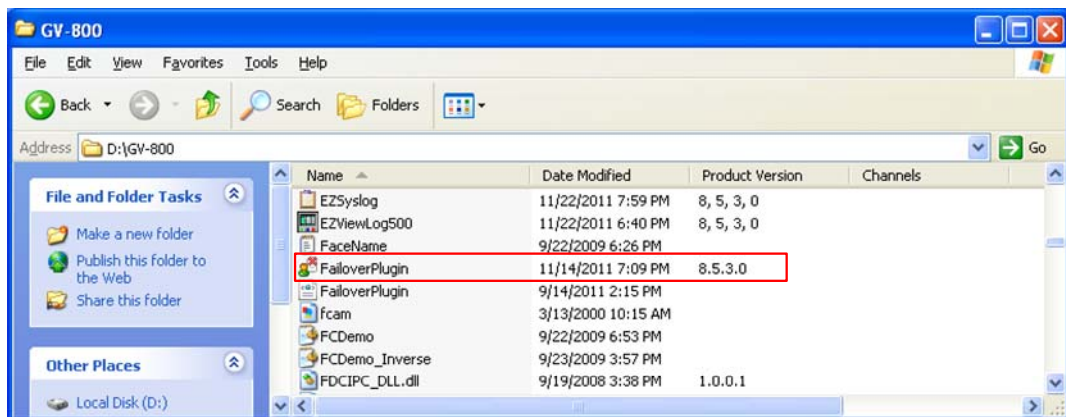 GV-800
File Edit View Favorites Tools Help
Back Search Folders
Address D:\GV-800 Go
Name Date Modified Product Version Channels
File and Folder Tasks
Make a new folder
Publish this folder to
the Web
Share this folder
Other Places
Local Disk (D:)
EZSyslog 11/22/2011 7:59 PM 8, 5, 3, 0
EZViewLog500 11/22/2011 6:40 PM 8, 5, 3, 0
FaceName 9/22/2009 6:26 PM
FailoverPlugin 11/14/2011 7:09 PM 8.5.3.0
FailoverPlugin 9/14/2011 2:15 PM
fcam 3/13/2000 10:15 AM
FCDemo 9/22/2009 6:53 PM
FCDemo_Inverse 9/23/2009 3:57 PM
FDCIPC_DLL.dll 9/19/2008 3:38 PM 1.0.0.1